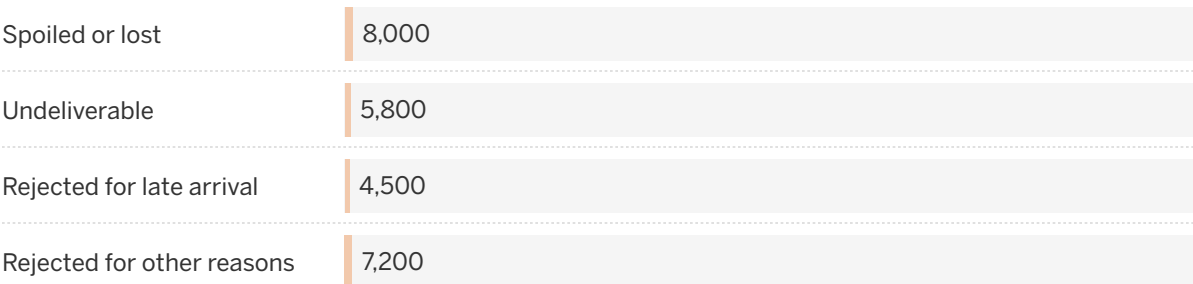 Spoiled or lost 8,000
Undeliverable 5,800
Rejected for late arrival 4,500
Rejected for other reasons 7,200